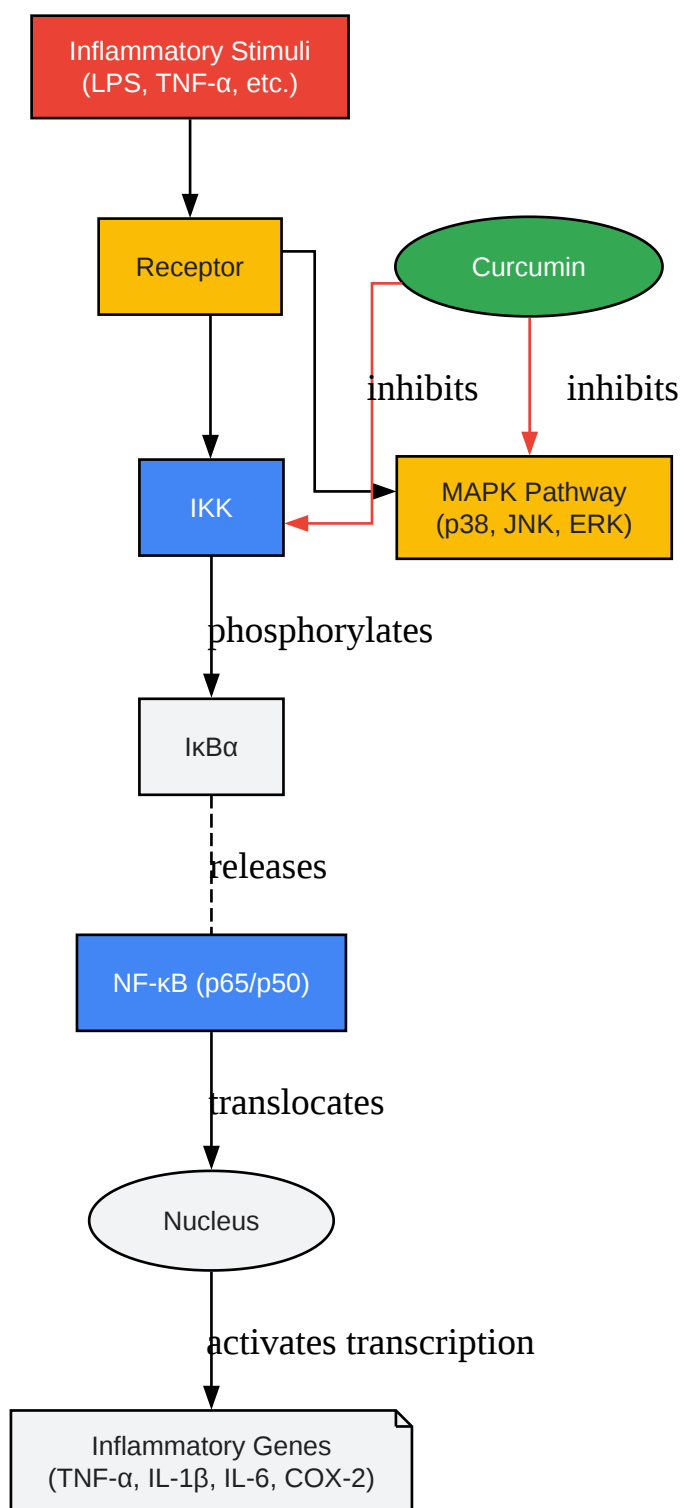 Inflammatory Stimuli
(LPS, TNF-α, etc.)
Receptor
Curcumin
inhibits
inhibits
IKK
MAPK Pathway
(p38, JNK, ERK)
phosphorylates
IκBα
releases
NF-κB (p65/p50)
translocates
Nucleus
activates transcription
Inflammatory Genes
(TNF-α, IL-1β, IL-6, COX-2)